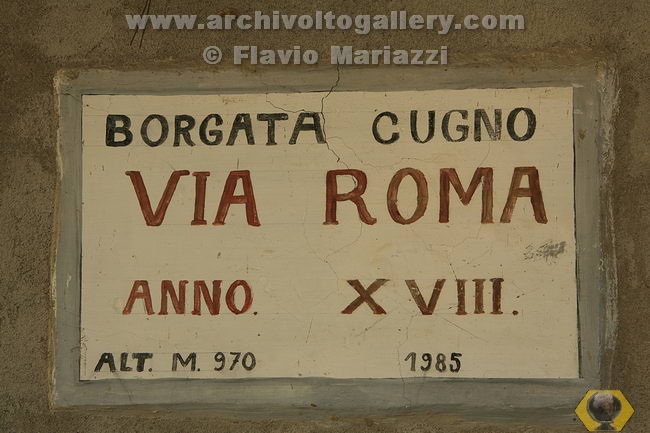 www.archivoltogallery.com
© Flavio Mariazzi
BORGATA CUGNO
VIA ROMA
ANNO. XVIII.
ALT. M. 970 1985